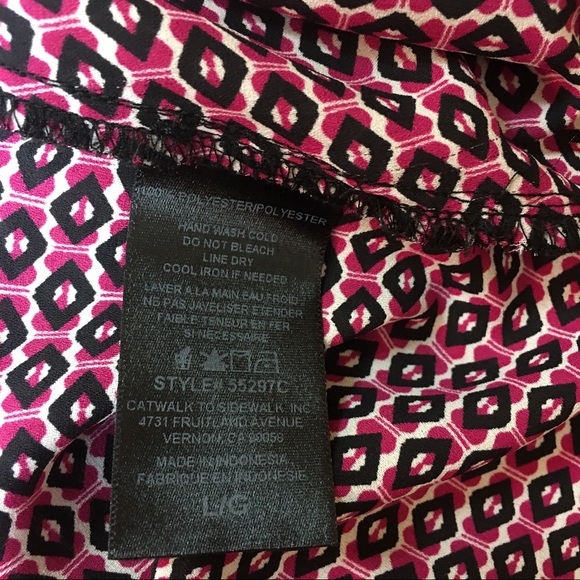 100% POLYESTER/POLYESTER
HAND WASH COLD
DO NOT BLEACH
LINE DRY
COOL IRON IF NEEDED
LAVER A LA MAIN EAU FROID
NE PAS JAVELISER ETENDER
FAIBLE TENEUR EN FER
SI NECESSAIRE
STYLE# 55297C
CATWALK TO SIDEWALK, INC.
4731 FRUITLAND AVENUE
VERNON, CA 90058
MADE IN INDONESIA
FABRIQUE EN INDONESIE
L/G